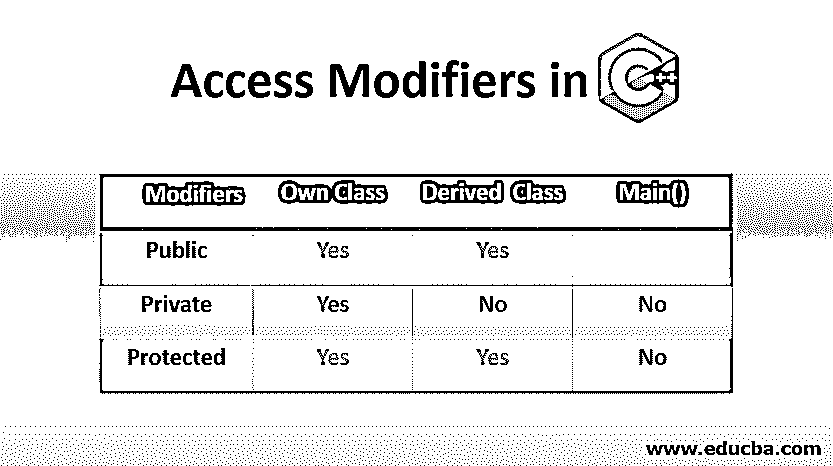 Access Modifiers in C++
Modifiers Own Class Derived Class Main()
Public Yes Yes
Private Yes No No
Protected Yes Yes No
www.educba.com